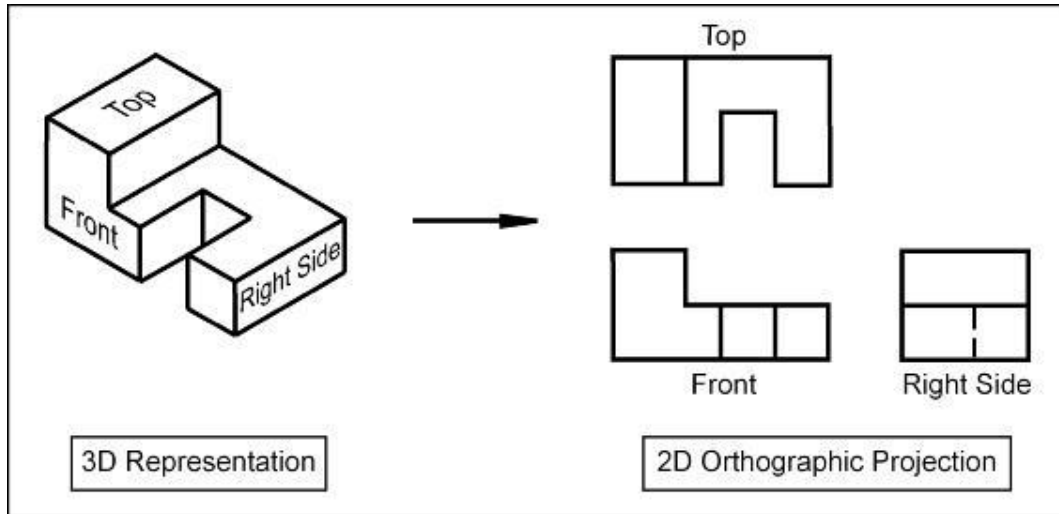 Top
Front
Right Side
3D Representation
Top
Front
Right Side
2D Orthographic Projection